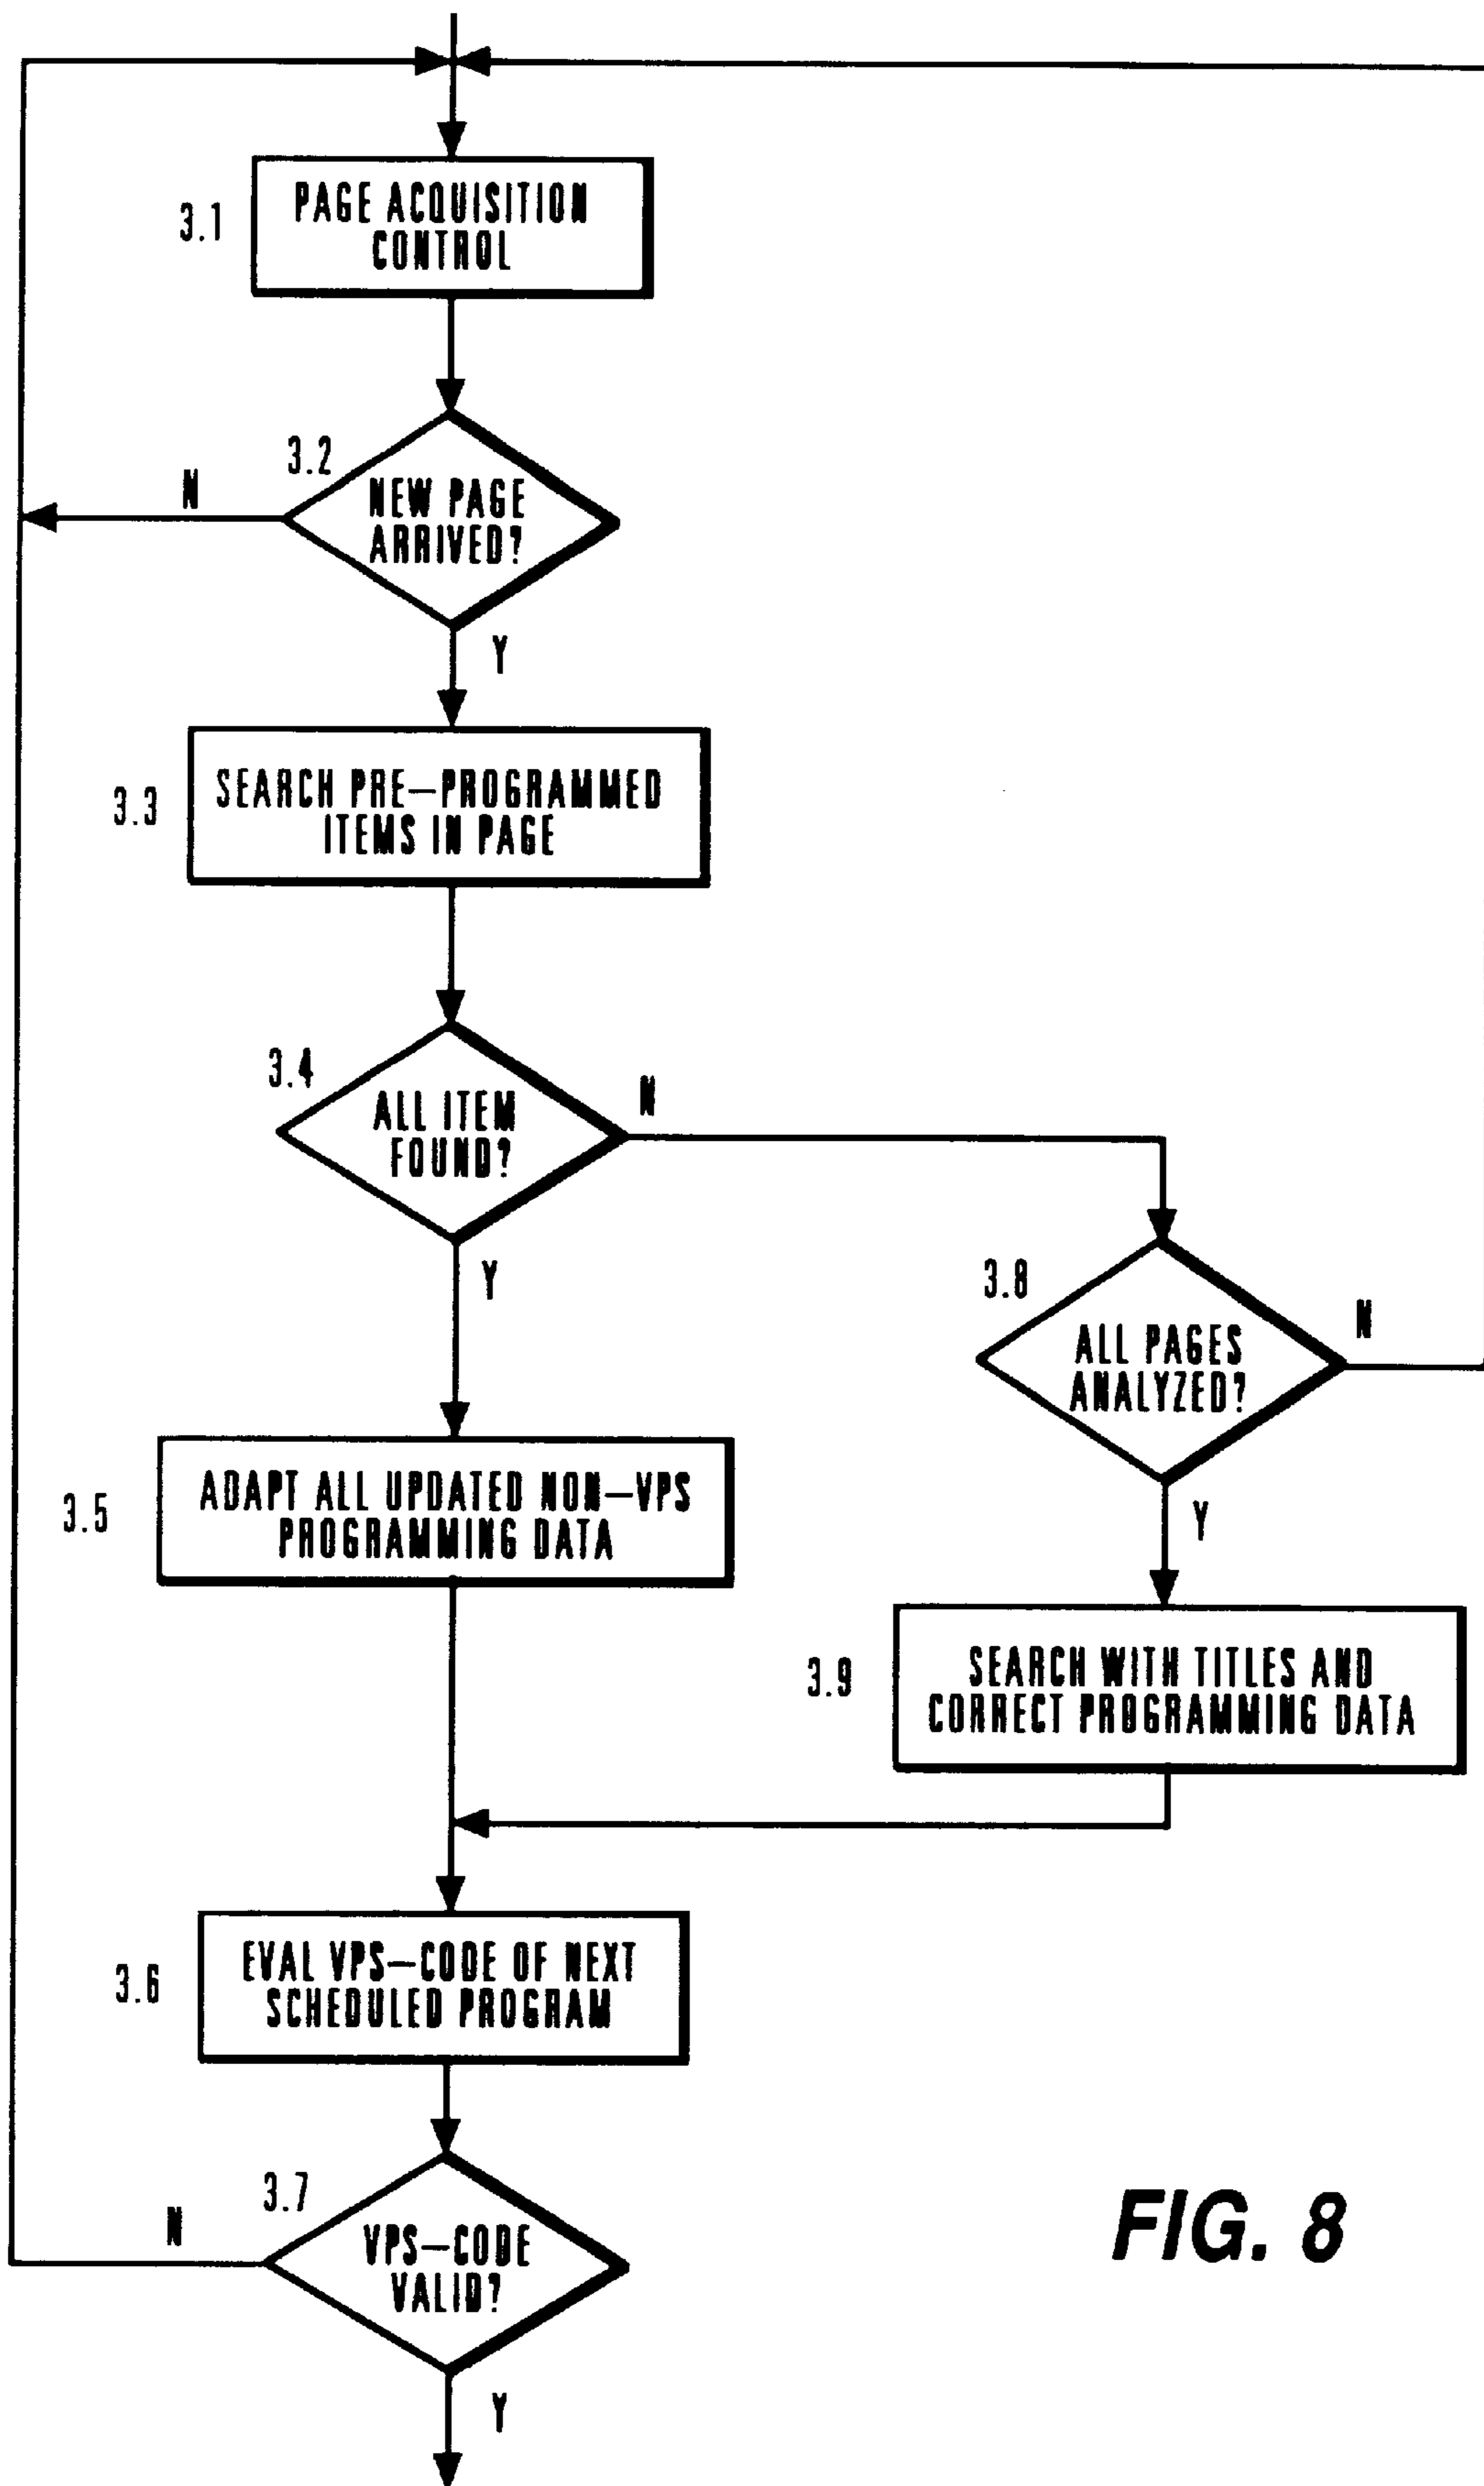 3.1
PAGE ACQUISITION
CONTROL
3.2
N
NEW PAGE
ARRIVED?
Y
3.3
SEARCH PRE–PROGRAMMED
ITEMS IN PAGE
3.4
N
ALL ITEM
FOUND?
Y
3.8
N
ALL PAGES
ANALYZED?
Y
3.5
ADAPT ALL UPDATED NON–VPS
PROGRAMMING DATA
3.9
SEARCH WITH TITLES AND
CORRECT PROGRAMMING DATA
3.6
EVAL VPS–CODE OF NEXT
SCHEDULED PROGRAM
3.7
N
VPS–CODE
VALID?
Y
FIG. 8